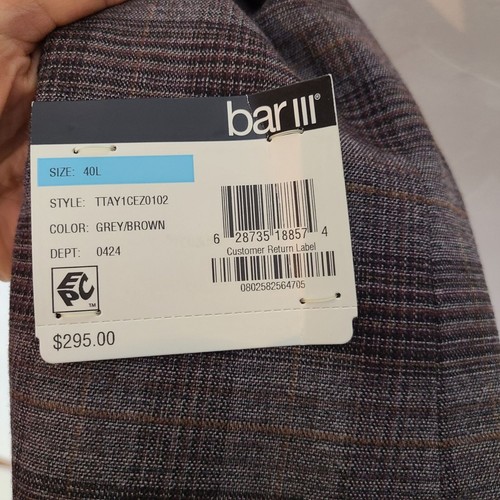 bar III®
SIZE: 40L
STYLE: TTAY1CEZ0102
COLOR: GREY/BROWN
DEPT: 0424
6 28735 18857 4
Customer Return Label
0802582564705
EPC™
$295.00